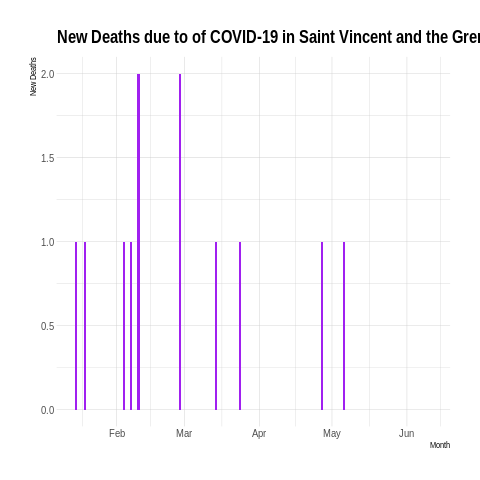 New Deaths due to of COVID-19 in Saint Vincent and the Gren
New Deaths
2.0
1.5
1.0
0.5
0.0
Feb Mar Apr May Jun
Month